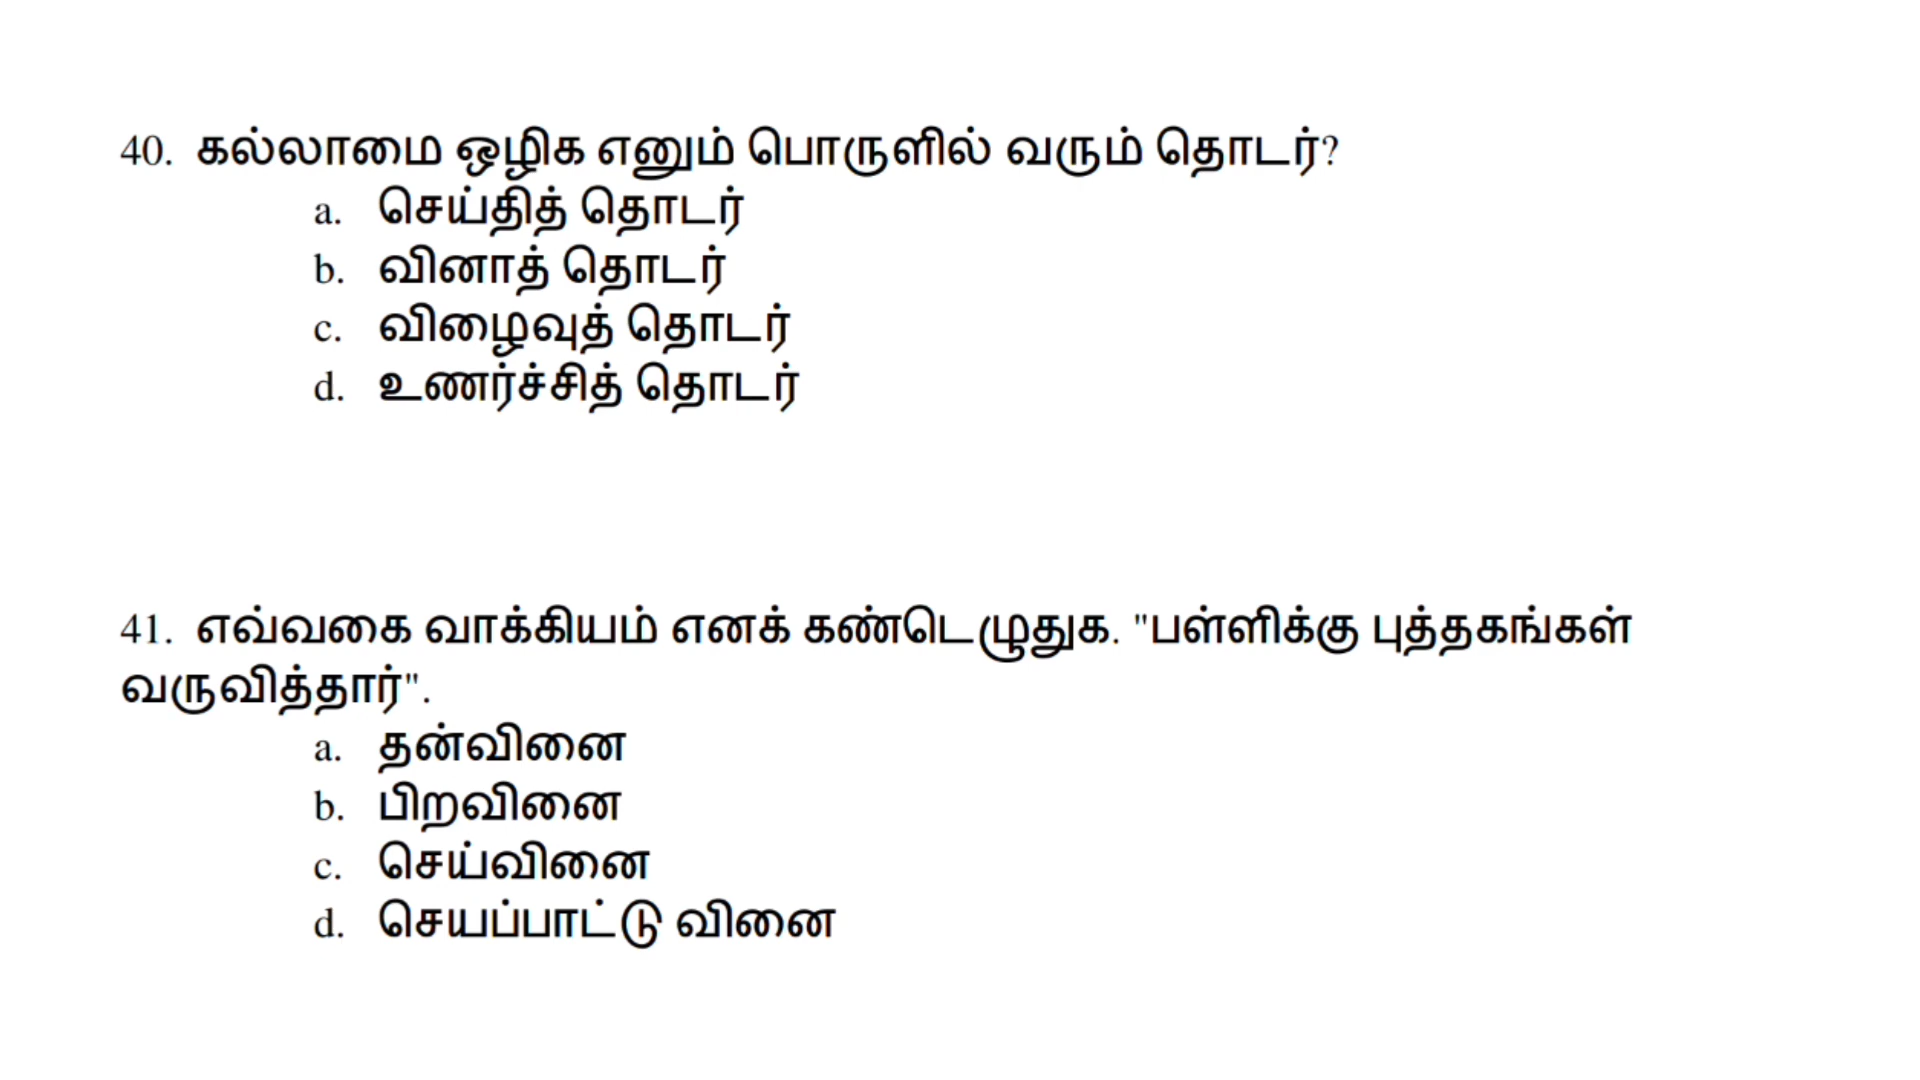 40. கல்லாமை ஒழிக எனும் பொருளில் வரும் தொடர்?
a. செய்தித் தொடர்
b. வினாத் தொடர்
c. விழைவுத் தொடர்
d. உணர்ச்சித் தொடர்
41. எவ்வகை வாக்கியம் எனக் கண்டெழுதுக. "பள்ளிக்கு புத்தகங்கள்
வருவித்தார்".
a. தன்வினை
b. பிறவினை
c. செய்வினை
d. செயப்பாட்டு வினை